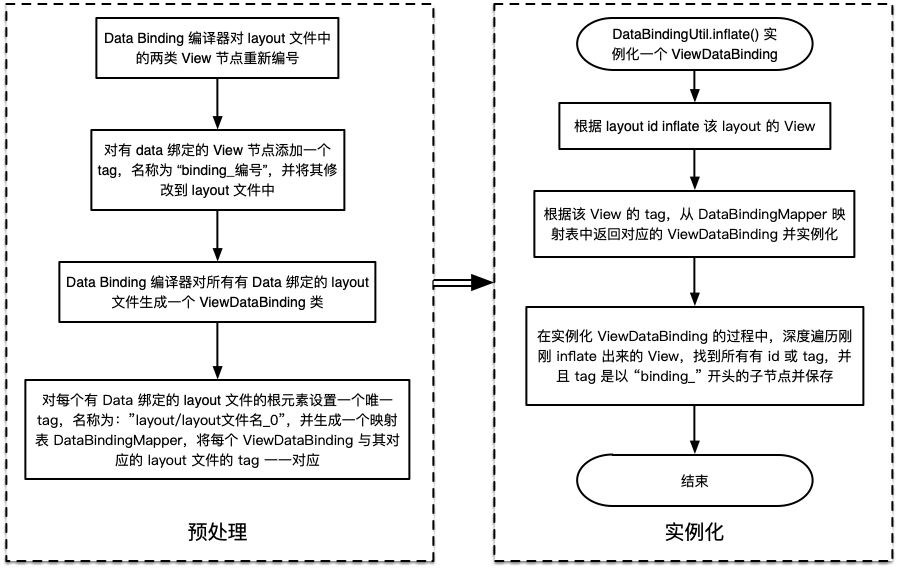 Data Binding 编译器对 layout 文件中
的两类 View 节点重新编号
对有 data 绑定的 View 节点添加一个
tag，名称为 “binding_编号”，并将其修
改到 layout 文件中
Data Binding 编译器对所有有 Data 绑定的 layout
文件生成一个 ViewDataBinding 类
对每个有 Data 绑定的 layout 文件的根元素设置一个唯一
tag，名称为：”layout/layout文件名_0”，并生成一个映射
表 DataBindingMapper，将每个 ViewDataBinding 与其对
应的 layout 文件的 tag 一一对应
预处理
DataBindingUtil.inflate() 实
例化一个 ViewDataBinding
根据 layout id inflate 该 layout 的 View
根据该 View 的 tag，从 DataBindingMapper 映
射表中返回对应的 ViewDataBinding 并实例化
在实例化 ViewDataBinding 的过程中，深度遍历刚
刚 inflate 出来的 View，找到所有有 id 或 tag，并
且 tag 是以 “binding_” 开头的子节点并保存
结束
实例化